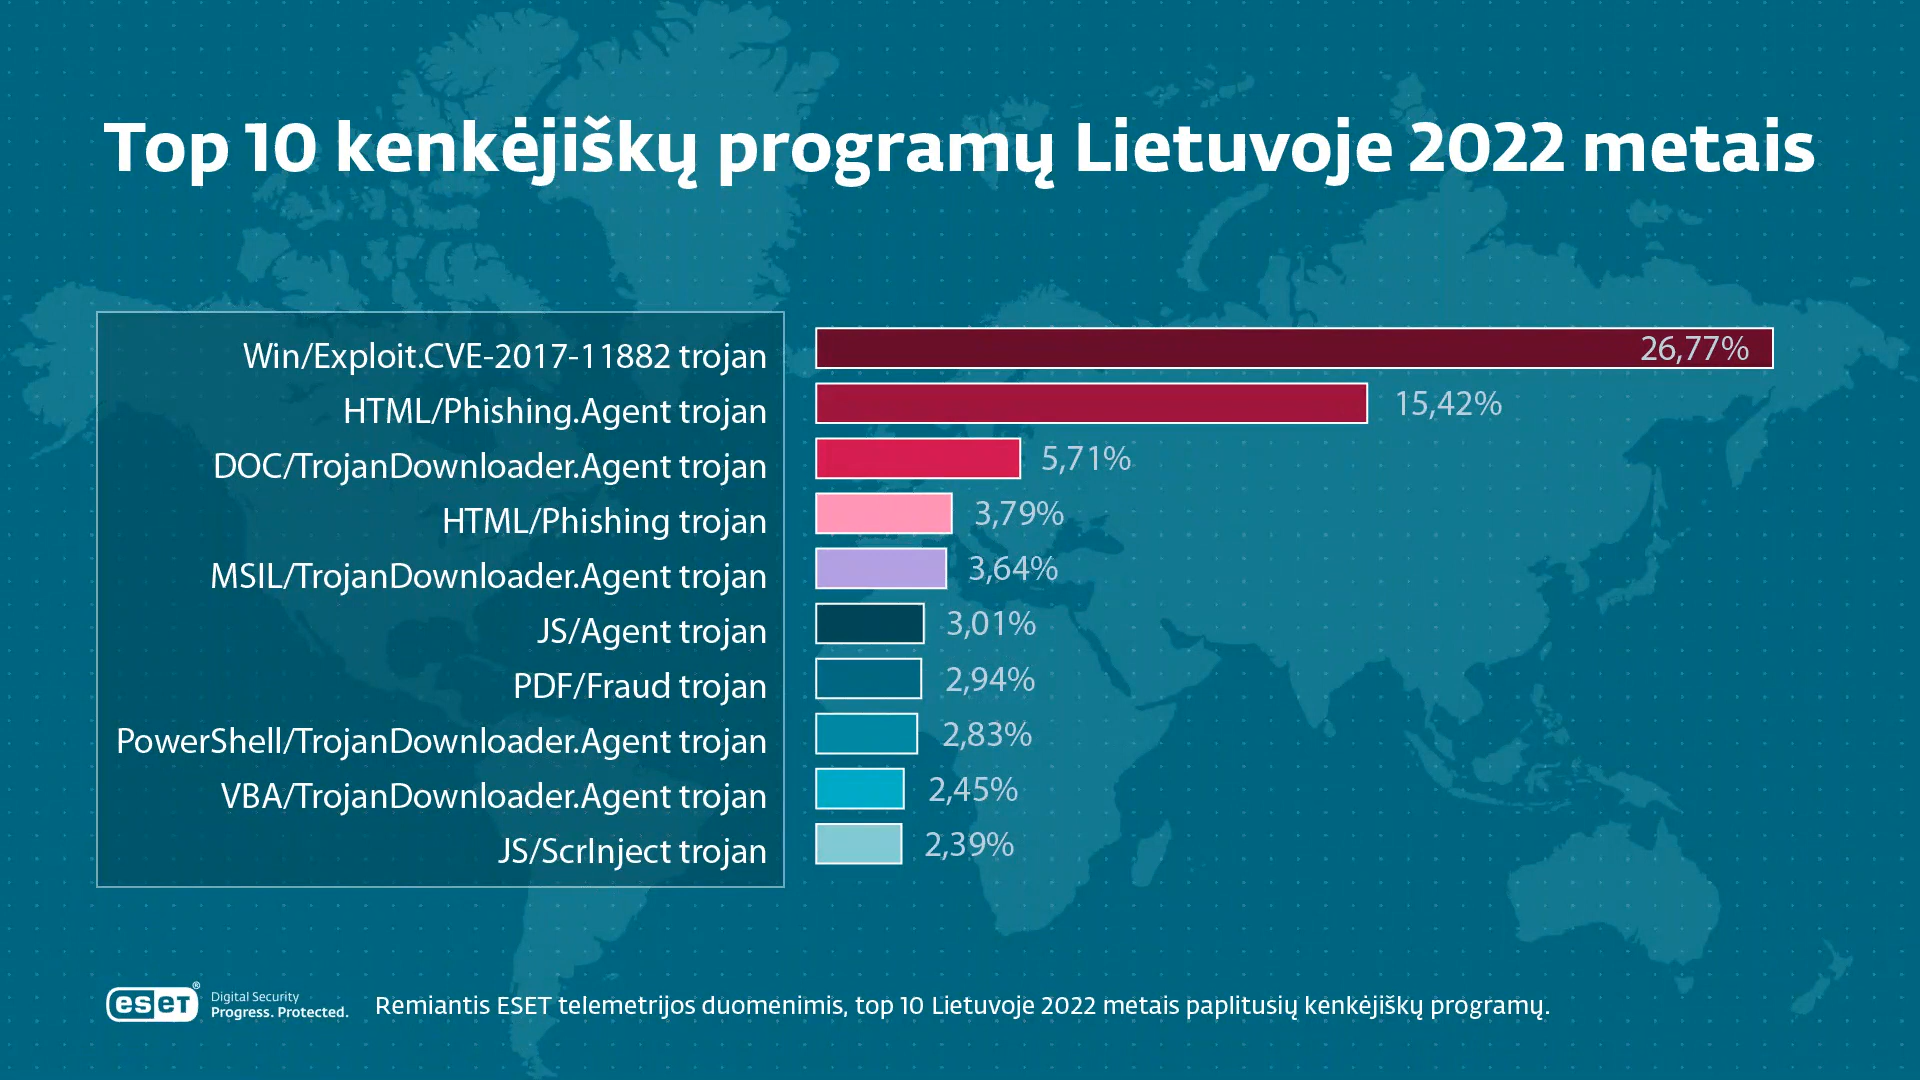 Top 10 kenkėjiškų programų Lietuvoje 2022 metais
Win/Exploit.CVE-2017-11882 trojan 26,77%
HTML/Phishing.Agent trojan 15,42%
DOC/TrojanDownloader.Agent trojan 5,71%
HTML/Phishing trojan 3,79%
MSIL/TrojanDownloader.Agent trojan 3,64%
JS/Agent trojan 3,01%
PDF/Fraud trojan 2,94%
PowerShell/TrojanDownloader.Agent trojan 2,83%
VBA/TrojanDownloader.Agent trojan 2,45%
JS/ScrInject trojan 2,39%
eset®
Digital Security
Progress. Protected.
Remiantis ESET telemetrijos duomenimis, top 10 Lietuvoje 2022 metais paplitusių kenkėjiškų programų.